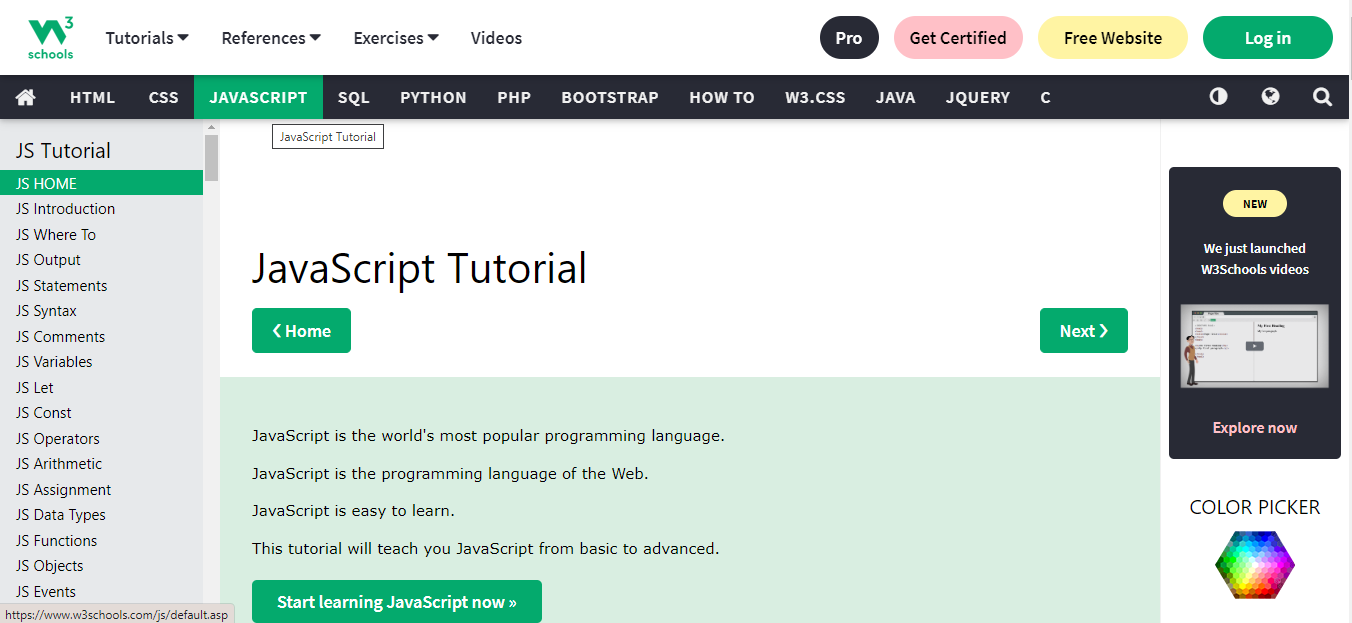 W3
schools
Tutorials
References
Exercises
Videos
Pro
Get Certified
Free Website
Log in
HTML
CSS
JAVASCRIPT
SQL
PYTHON
PHP
BOOTSTRAP
HOW TO
W3.CSS
JAVA
JQUERY
C
JavaScript Tutorial
JS Tutorial
JS HOME
JS Introduction
JS Where To
JS Output
JS Statements
JS Syntax
JS Comments
JS Variables
JS Let
JS Const
JS Operators
JS Arithmetic
JS Assignment
JS Data Types
JS Functions
JS Objects
JS Events
https://www.w3schools.com/js/default.asp
JavaScript Tutorial
❮ Home
Next ❯
JavaScript is the world's most popular programming language.
JavaScript is the programming language of the Web.
JavaScript is easy to learn.
This tutorial will teach you JavaScript from basic to advanced.
Start learning JavaScript now »
NEW
We just launched
W3Schools videos
Explore now
COLOR PICKER